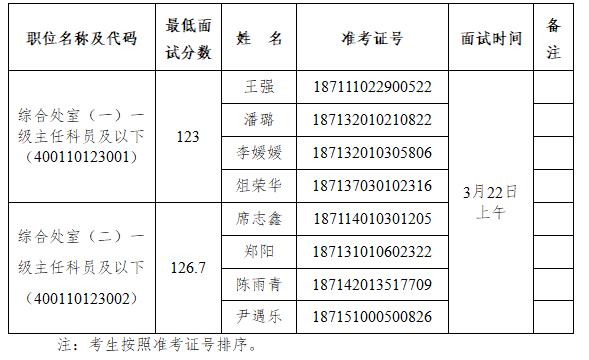 职位名称及代码 最低面试分数 姓 名 准考证号 面试时间 备注
综合处室（一）一
级主任科员及以下
（400110123001）
123
王强 187111022900522
潘璐 187132010210822
李媛媛 187132010305806
俎荣华 187137030102316
综合处室（二）一
级主任科员及以下
（400110123002）
126.7
席志鑫 187114010301205
郑阳 187131010602322
陈雨青 187142013517709
尹遇乐 187151000500826
3月22日
上午
注：考生按照准考证号排序。